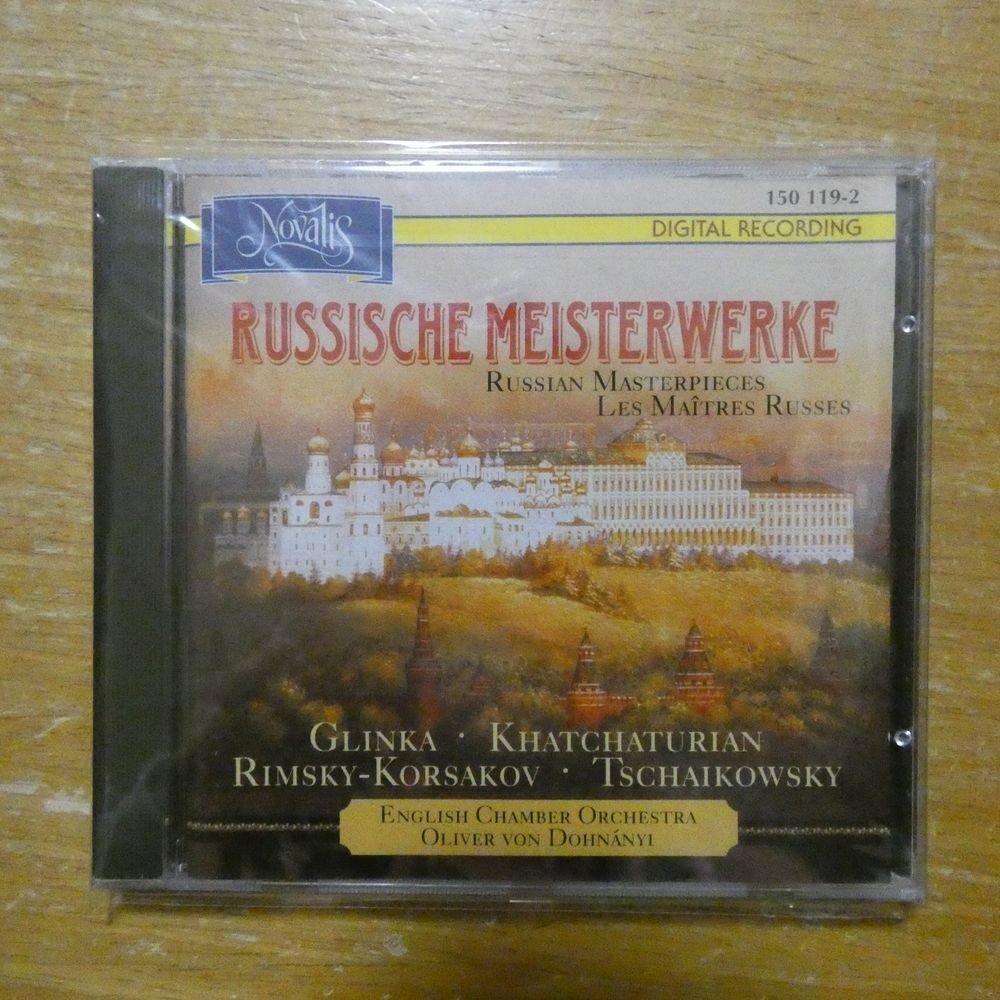 Novalis
150 119-2
DIGITAL RECORDING
RUSSISCHE MEISTERWERKE
RUSSIAN MASTERPIECES
LES MAÎTRES RUSSES
GLINKA · KHATCHATURIAN
RIMSKY-KORSAKOV · TSCHAIKOWSKY
ENGLISH CHAMBER ORCHESTRA
OLIVER VON DOHNÁNYI